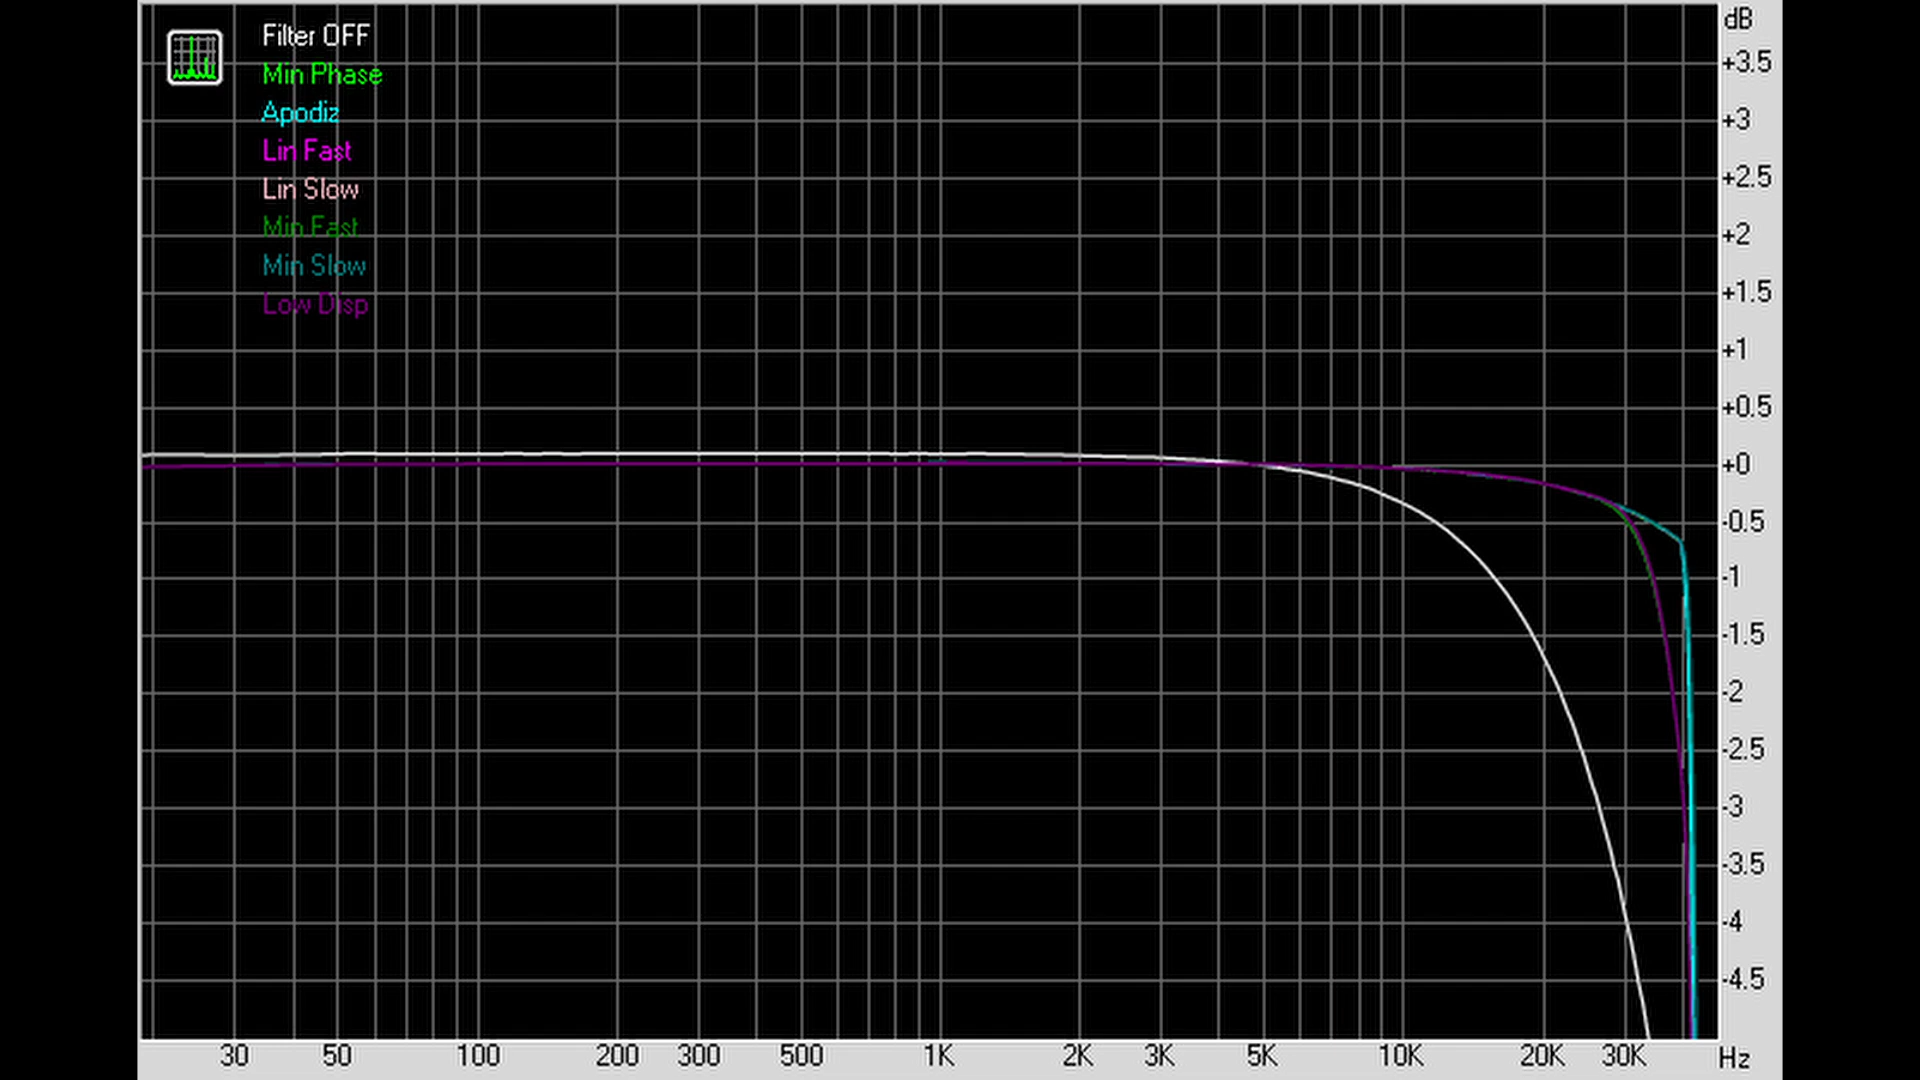 Filter OFF
Min Phase
Apodiz
Lin Fast
Lin Slow
Min Fast
Min Slow
Low Disp
dB
+3.5
+3
+2.5
+2
+1.5
+1
+0.5
+0
-0.5
-1
-1.5
-2
-2.5
-3
-3.5
-4
-4.5
30 50 100 200 300 500 1K 2K 3K 5K 10K 20K 30K Hz